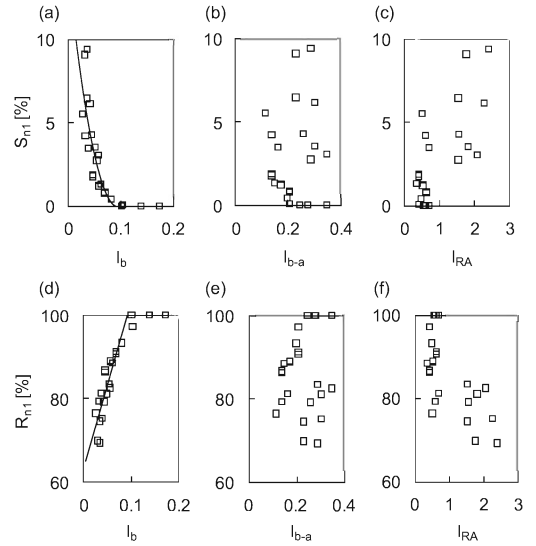 (a) (b) (c)
10 10 10
S_n1 [%]
5 5 5
0 0 0
0 0.1 0.2 0 0.2 0.4 0 1 2 3
I_b I_b-a I_RA
(d) (e) (f)
100 100 100
R_n1 [%]
80 80 80
60 60 60
0 0.1 0.2 0 0.2 0.4 0 1 2 3
I_b I_b-a I_RA